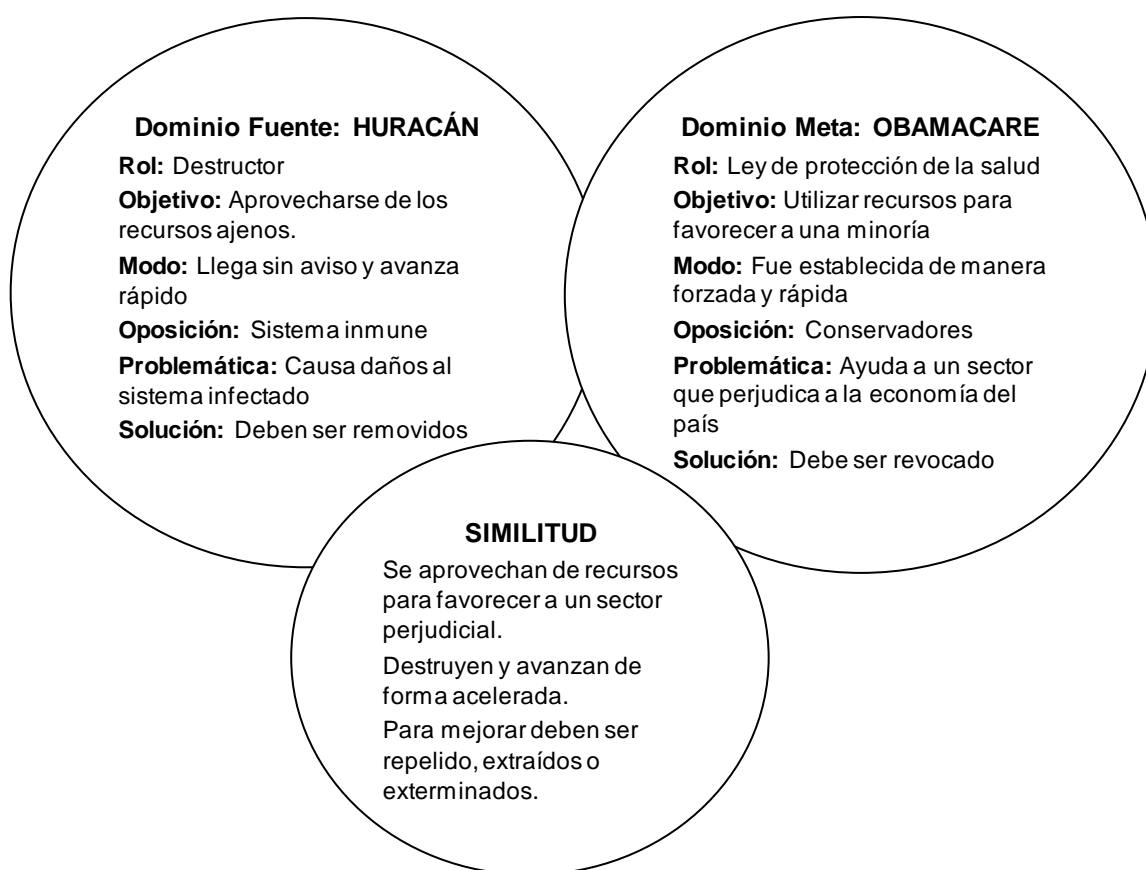 Dominio Fuente: HURACÁN
Rol: Destructor
Objetivo: Aprovecharse de los
recursos ajenos.
Modo: Llega sin aviso y avanza
rápido
Oposición: Sistema inmune
Problemática: Causa daños al
sistema infectado
Solución: Deben ser removidos
Dominio Meta: OBAMACARE
Rol: Ley de protección de la salud
Objetivo: Utilizar recursos para
favorecer a una minoría
Modo: Fue establecida de manera
forzada y rápida
Oposición: Conservadores
Problemática: Ayuda a un sector
que perjudica a la economía del
país
Solución: Debe ser revocado
SIMILITUD
Se aprovechan de recursos
para favorecer a un sector
perjudicial.
Destruyen y avanzan de
forma acelerada.
Para mejorar deben ser
repelido, extraídos o
exterminados.